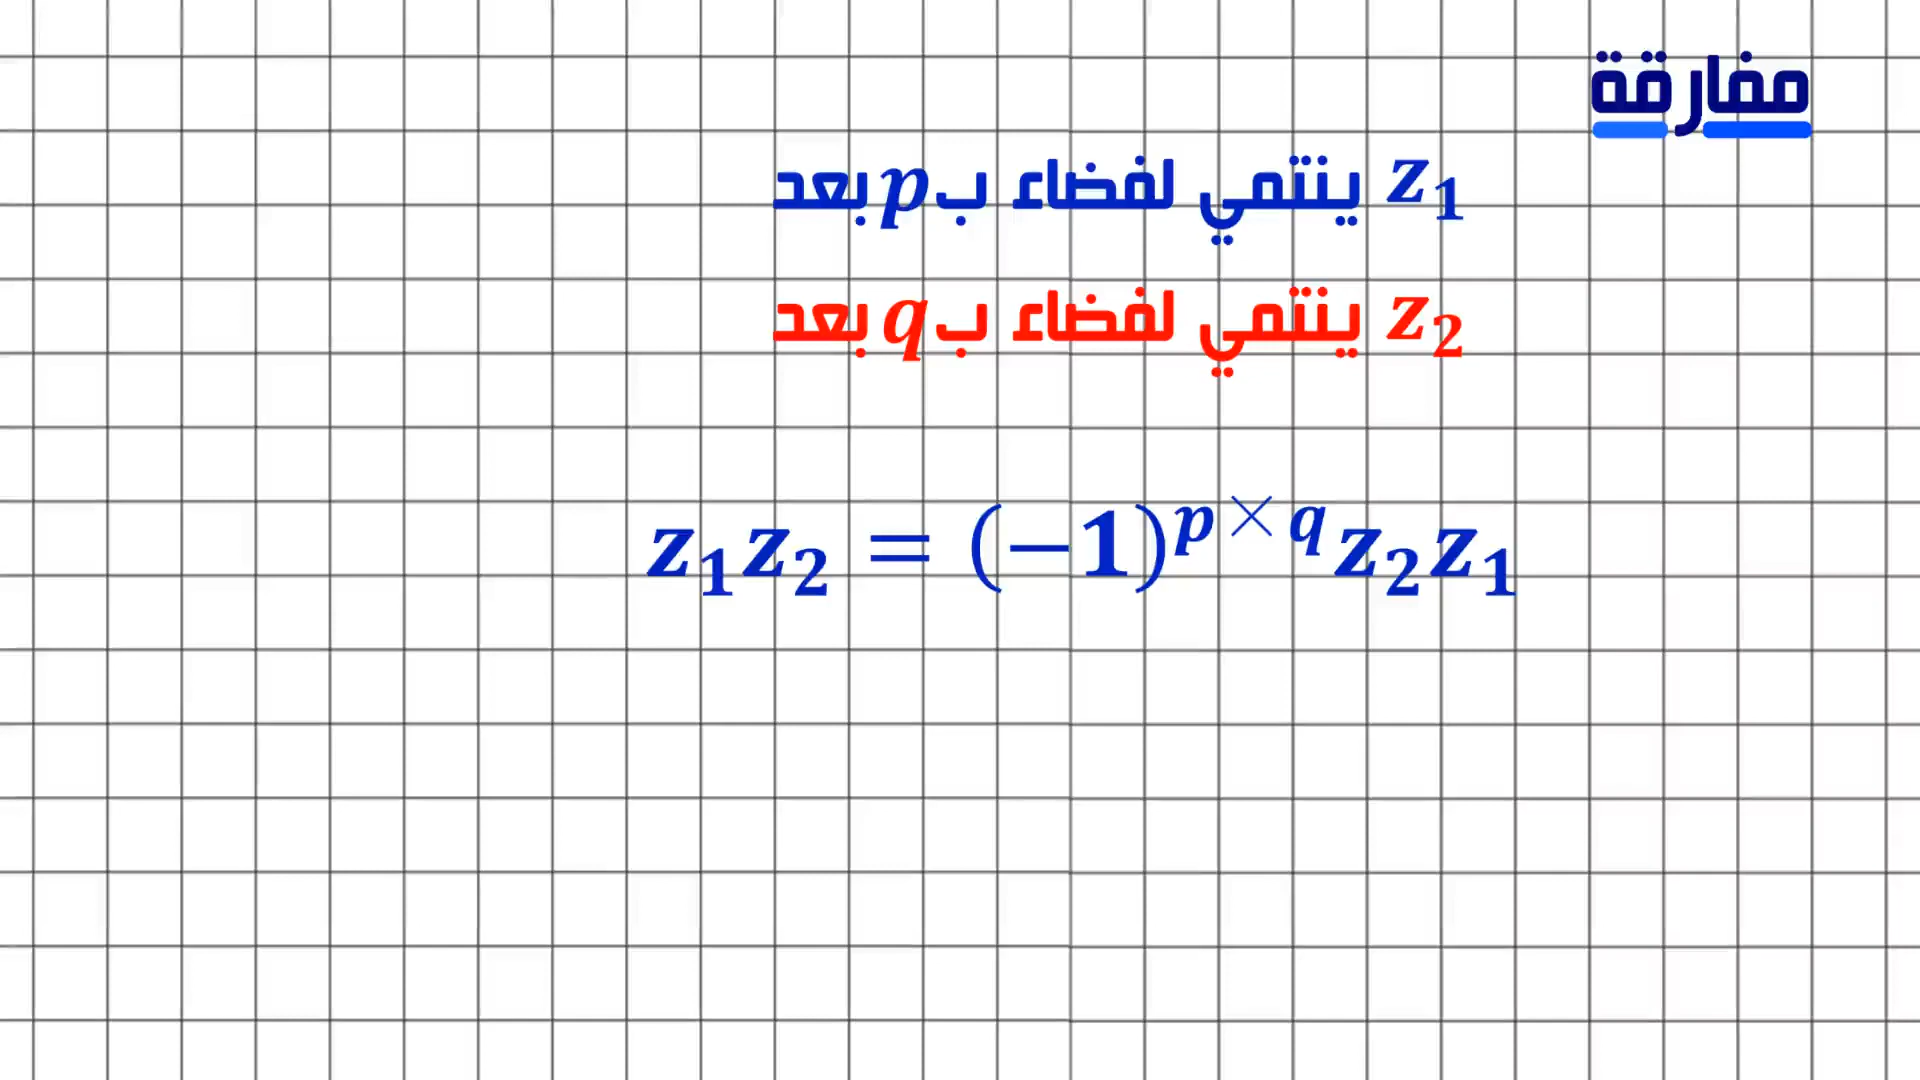 مفارقة
z₁ ينتمي لفضاء ب p بعد
z₂ ينتمي لفضاء ب q بعد
z₁z₂ = (−1)^{p×q} z₂z₁